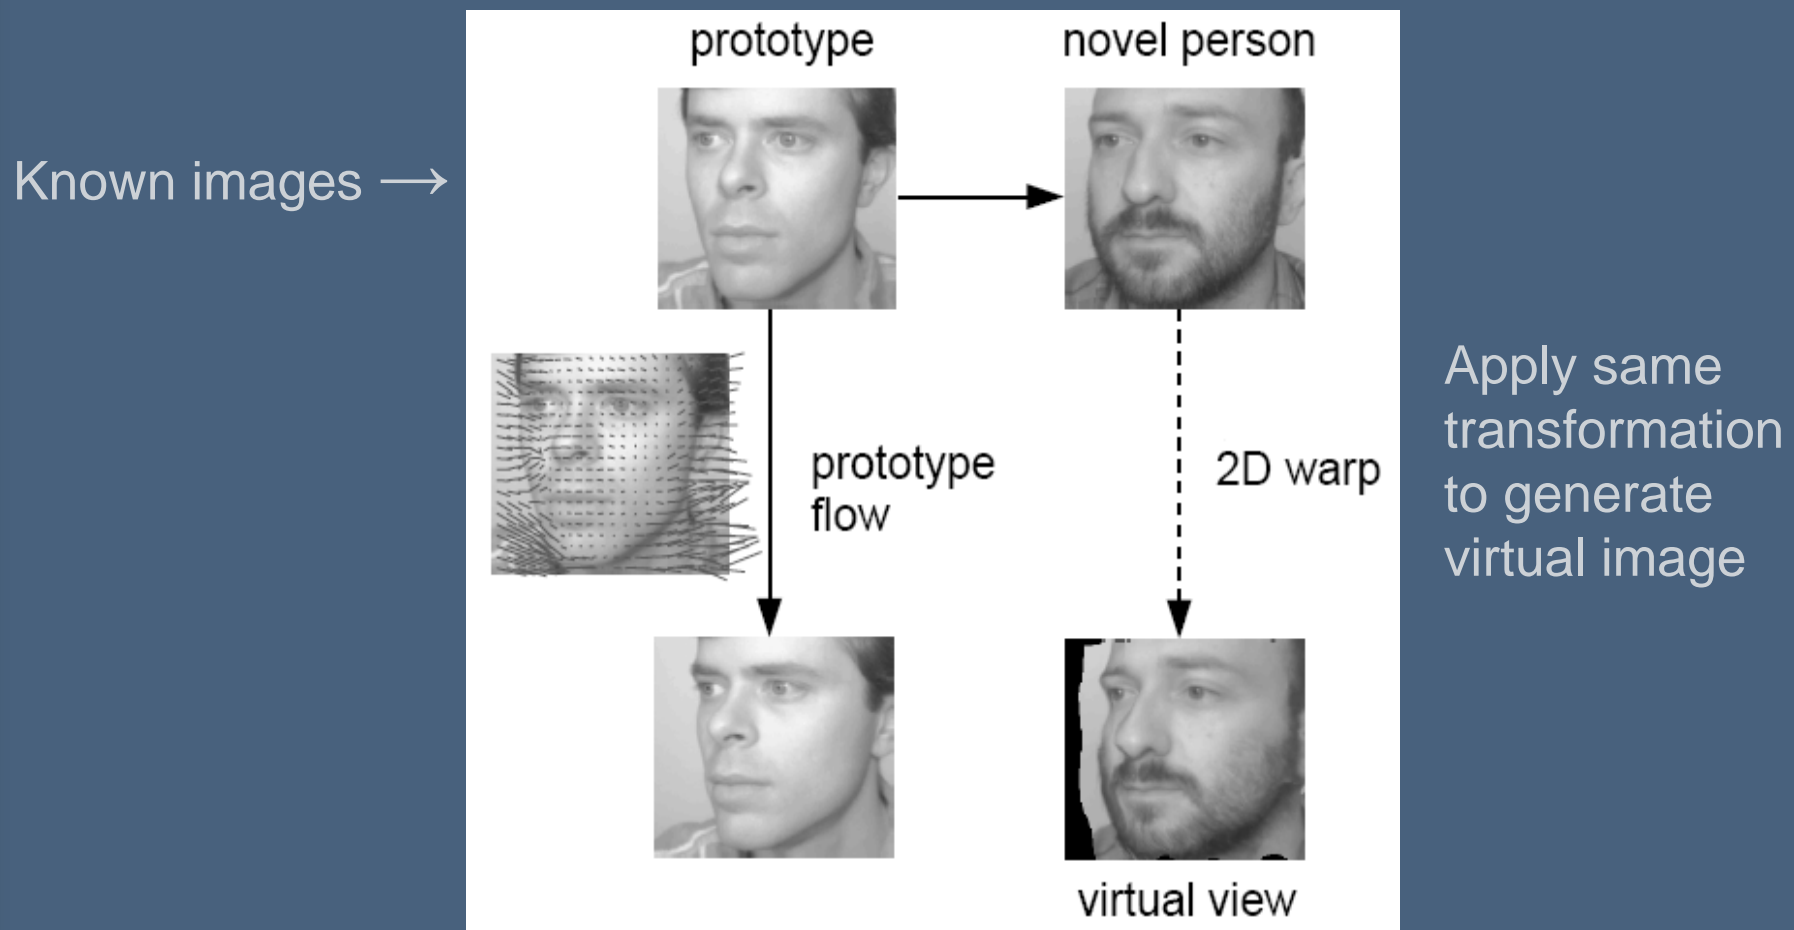 prototype
novel person
Known images →
Apply same
transformation
to generate
virtual image
prototype
flow
2D warp
virtual view